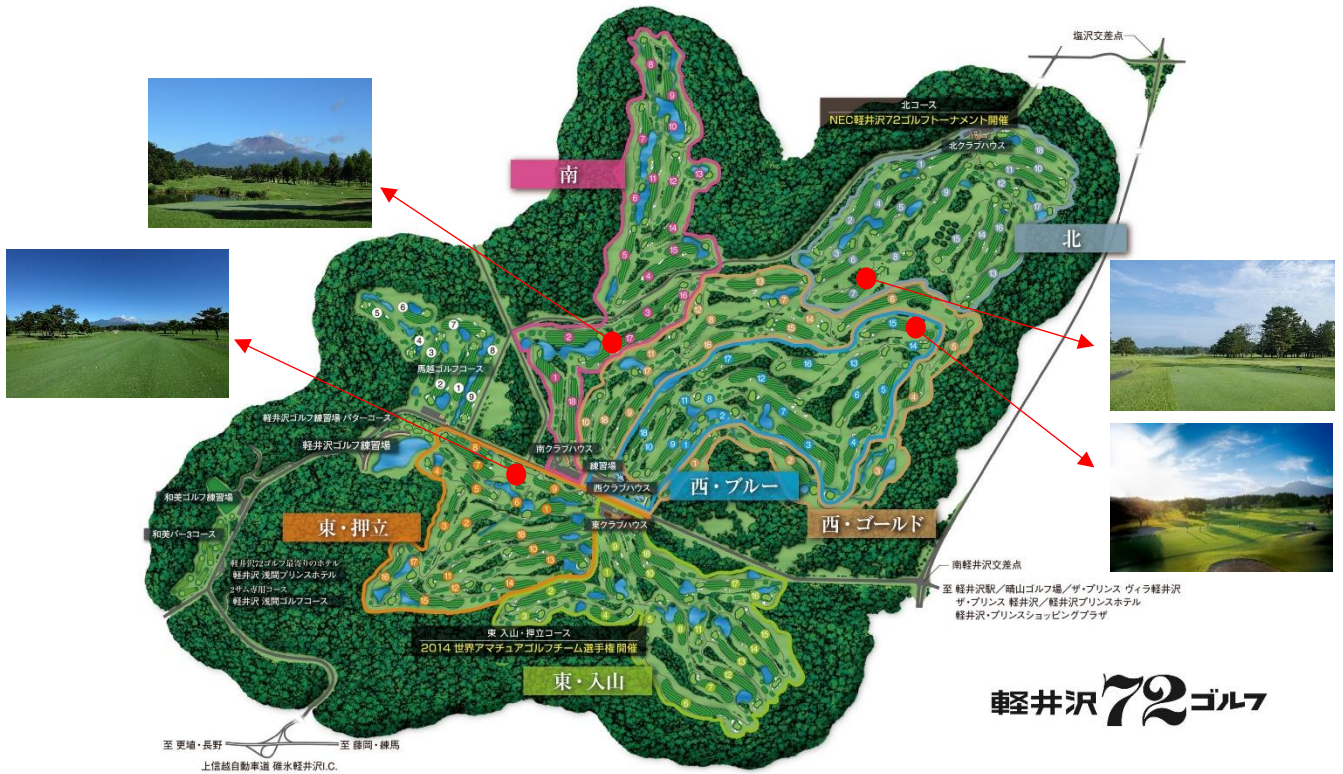 塩沢交差点
北コース
NEC軽井沢72ゴルフトーナメント開催
北クラブハウス
南
北
馬越ゴルフコース
軽井沢ゴルフ練習場 パターコース
軽井沢ゴルフ練習場
南クラブハウス
練習場
西クラブハウス
西・ブルー
和美ゴルフ練習場
東・押立
東クラブハウス
西・ゴールド
和美パー3コース
軽井沢72ゴルフ最寄りのホテル
軽井沢 浅間プリンスホテル
2サム専用コース
軽井沢 浅間ゴルフコース
南軽井沢交差点
至 軽井沢駅/晴山ゴルフ場/ザ・プリンス ヴィラ軽井沢
ザ・プリンス 軽井沢/軽井沢プリンスホテル
軽井沢・プリンスショッピングプラザ
東 入山・押立コース
2014 世界アマチュアゴルフチーム選手権 開催
東・入山
軽井沢72ゴルフ
至 更埴・長野
至 藤岡・練馬
上信越自動車道 碓氷軽井沢I.C.